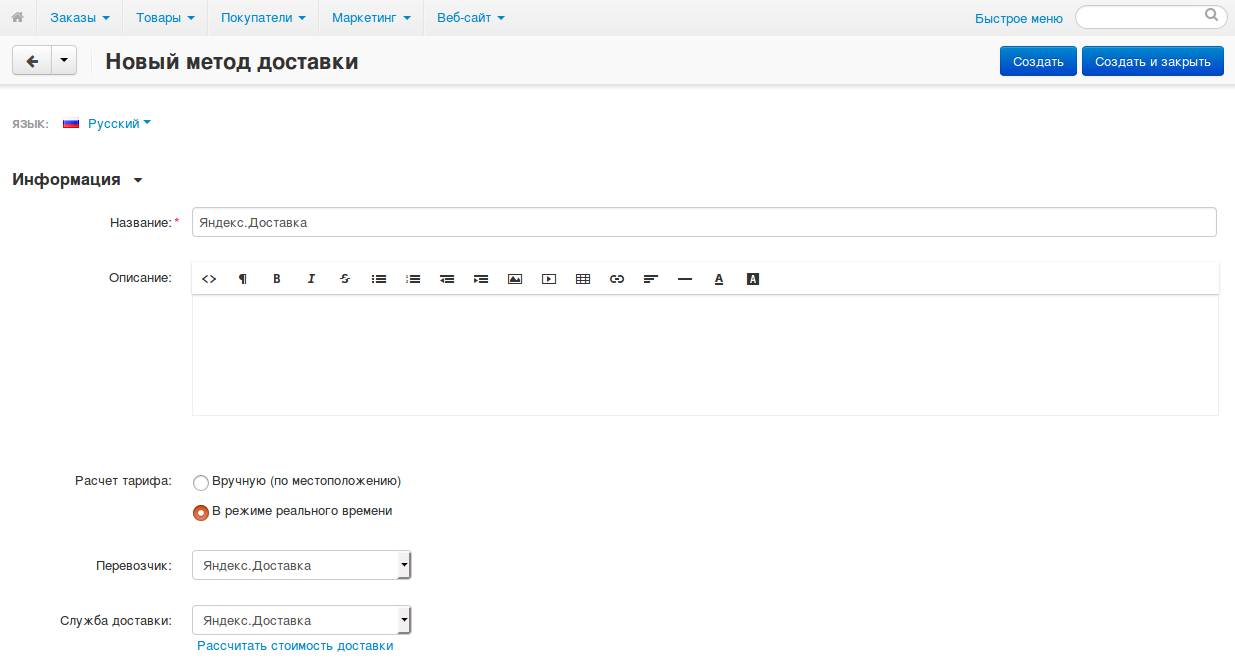 Заказы Товары Покупатели Маркетинг Веб-сайт Быстрое меню
Новый метод доставки Создать Создать и закрыть
ЯЗЫК: Русский
Информация
Название:* Яндекс.Доставка
Описание:
Расчет тарифа: Вручную (по местоположению)
В режиме реального времени
Перевозчик: Яндекс.Доставка
Служба доставки: Яндекс.Доставка
Рассчитать стоимость доставки